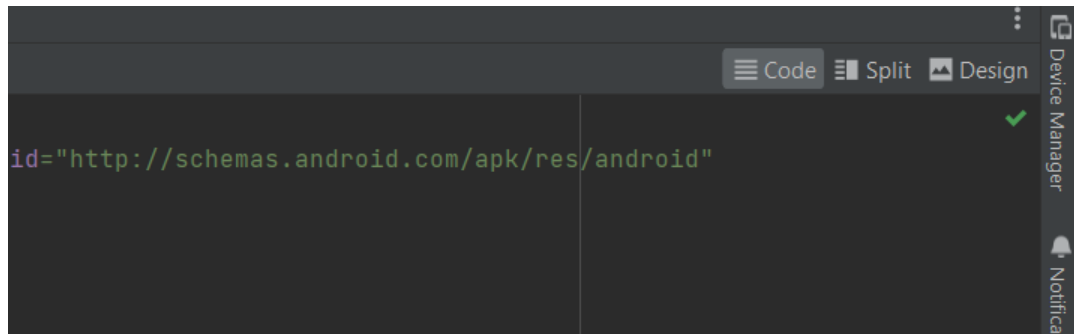 Code Split Design
id="http://schemas.android.com/apk/res/android"
Device Manager
Notifica